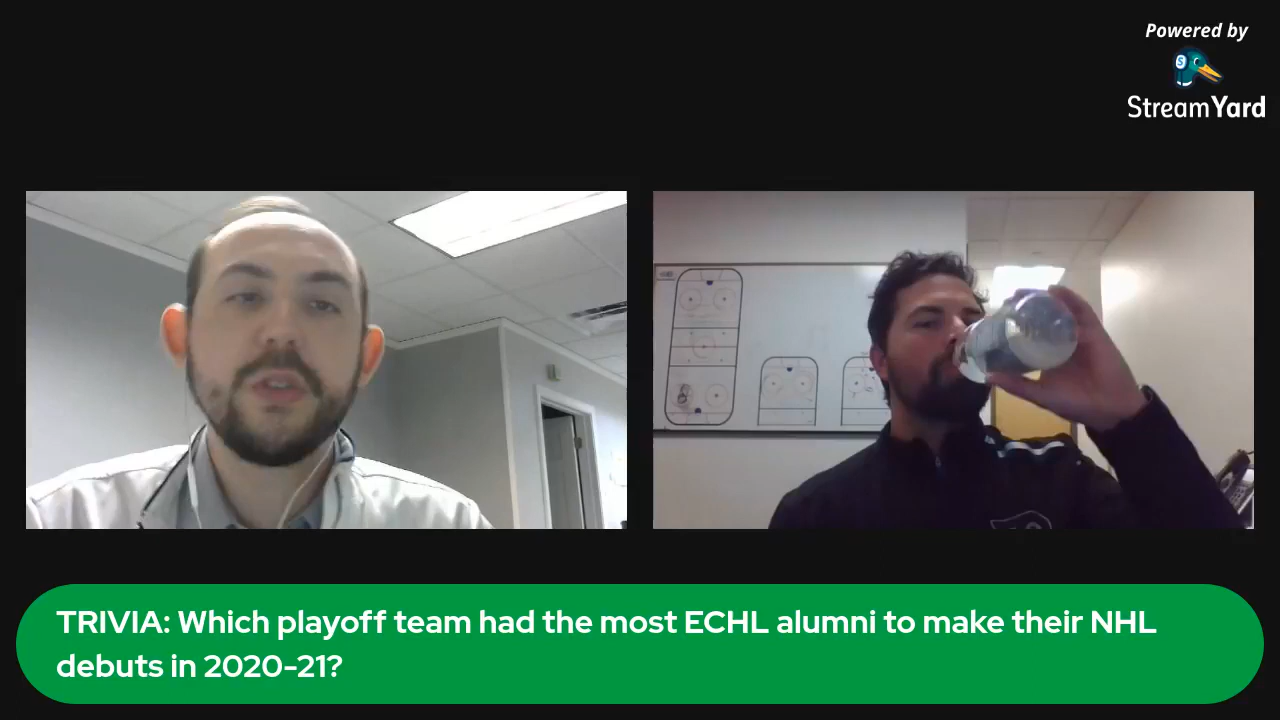 Powered by
StreamYard
TRIVIA: Which playoff team had the most ECHL alumni to make their NHL
debuts in 2020-21?